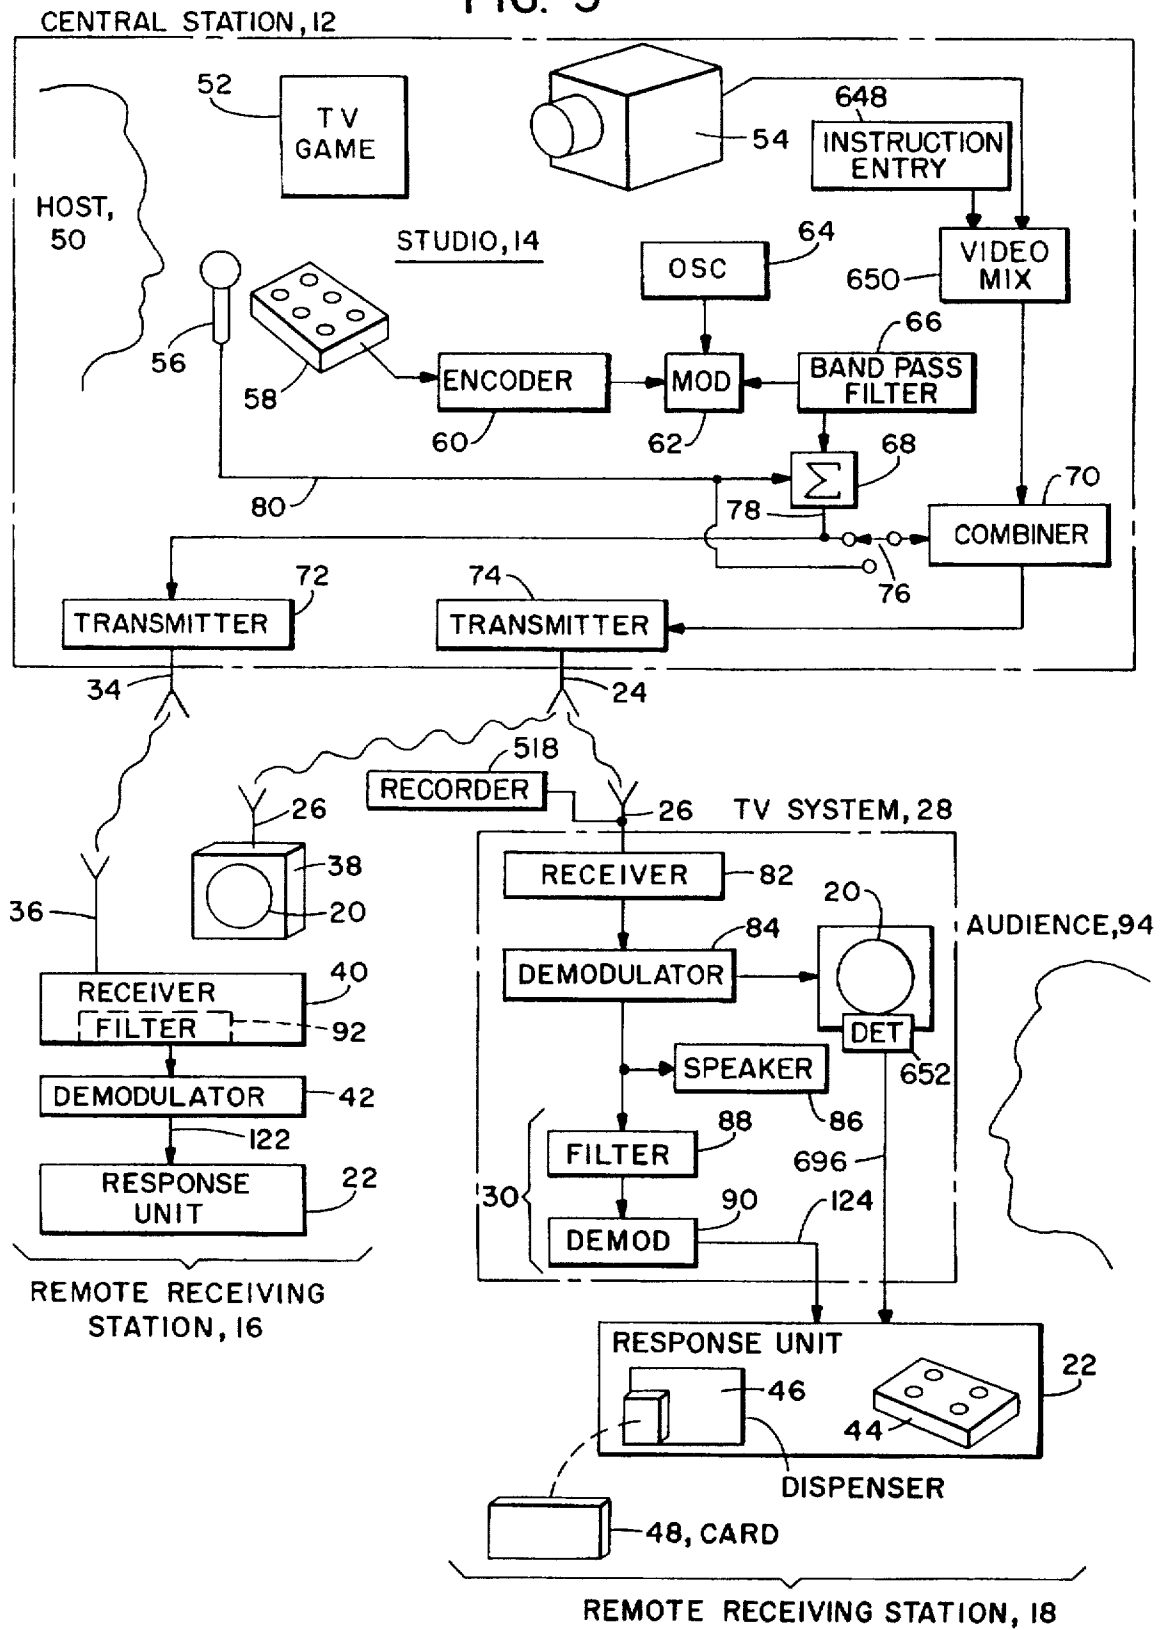 FIG. 5
CENTRAL STATION, 12
52
TV
GAME
54
648
INSTRUCTION
ENTRY
HOST,
50
STUDIO, 14
64
OSC
VIDEO
MIX
650
56
58
66
ENCODER
MOD
BAND PASS
FILTER
60
62
68
Σ
70
80
78
COMBINER
76
72
74
TRANSMITTER
TRANSMITTER
34
24
518
RECORDER
26
26
TV SYSTEM, 28
38
20
RECEIVER
82
20
36
AUDIENCE, 94
84
DEMODULATOR
40
RECEIVER
FILTER
92
DET
652
SPEAKER
86
DEMODULATOR
42
122
88
FILTER
696
RESPONSE
UNIT
22
30
90
124
DEMOD
REMOTE RECEIVING
STATION, 16
RESPONSE UNIT
22
46
44
DISPENSER
48, CARD
REMOTE RECEIVING STATION, 18